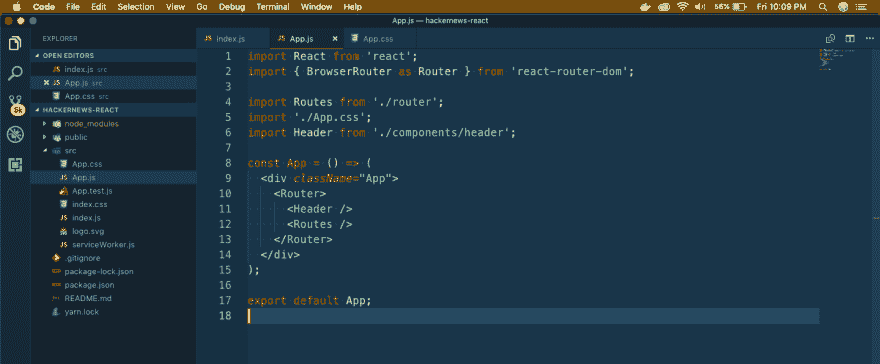 Code File Edit Selection View Go Debug Terminal Window Help 56% Fri 10:09 PM
App.js — hackernews-react
EXPLORER
JS index.js
JS App.js ×
App.css
OPEN EDITORS
JS index.js src
× JS App.js src
App.css src
HACKERNEWS-REACT
node_modules
public
src
App.css
JS App.js
App.test.js
index.css
JS index.js
logo.svg
JS serviceWorker.js
.gitignore
package-lock.json
package.json
README.md
yarn.lock
5k
1 import React from 'react';
2 import { BrowserRouter as Router } from 'react-router-dom';
3
4 import Routes from './router';
5 import './App.css';
6 import Header from './components/header';
7
8 const App = () => (
9 <div className="App">
10 <Router>
11 <Header />
12 <Routes />
13 </Router>
14 </div>
15 );
16
17 export default App;
18